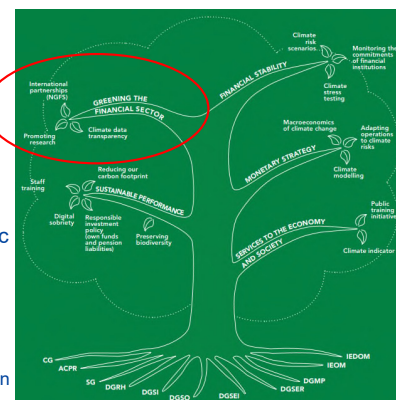 Climate
risk
scenarios
Monitoring the
commitments
of financial
institutions
Climate
stress
testing
FINANCIAL STABILITY
International
partnerships
(NGFS)
GREENING THE
FINANCIAL SECTOR
Promoting
research
Climate data
transparency
Macroeconomics
of climate change
Adapting
operations
to climate
risks
Climate
modelling
MONETARY STRATEGY
Reducing our
carbon footprint
Staff
training
SUSTAINABLE PERFORMANCE
Digital
sobriety
Responsible
investment
policy
(own funds
and pension
liabilities)
Preserving
biodiversity
Public
training
initiative
Climate indicator
SERVICES TO THE ECONOMY
AND SOCIETY
c
n
CG
ACPR
SG
DGRH
DGSI
DGSO
DGSEI
DGSER
DGMP
IEOM
IEDOM